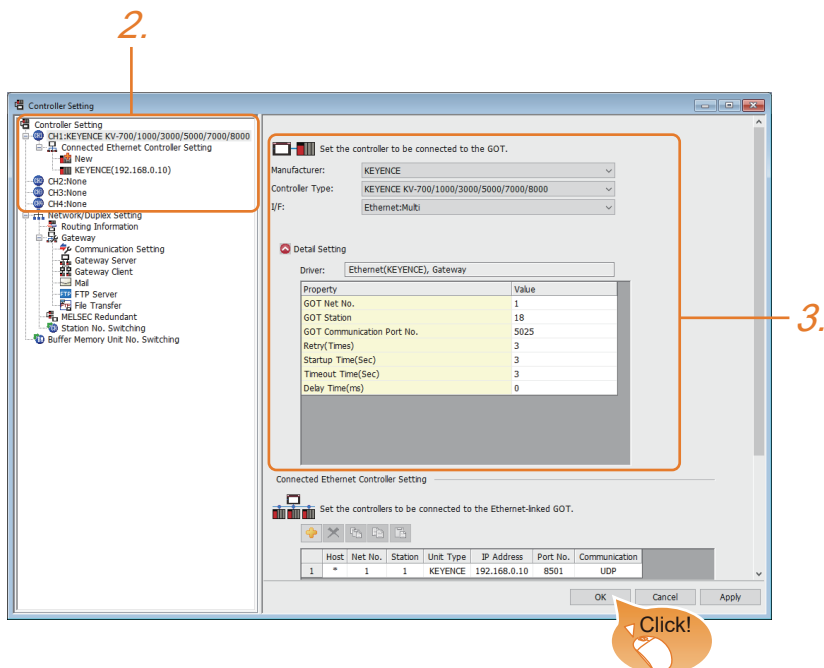 2.
Controller Setting
Controller Setting
CH1:KEYENCE KV-700/1000/3000/5000/7000/8000
Connected Ethernet Controller Setting
New
KEYENCE(192.168.0.10)
CH2:None
CH3:None
CH4:None
Network/Duplex Setting
Routing Information
Gateway
Communication Setting
Gateway Server
Gateway Client
Mail
FTP Server
File Transfer
MELSEC Redundant
Station No. Switching
Buffer Memory Unit No. Switching
Set the controller to be connected to the GOT.
Manufacturer: KEYENCE
Controller Type: KEYENCE KV-700/1000/3000/5000/7000/8000
I/F: Ethernet:Multi
Detail Setting
Driver: Ethernet(KEYENCE), Gateway
Property Value
GOT Net No. 1
GOT Station 18
GOT Communication Port No. 5025
Retry(Times) 3
Startup Time(Sec) 3
Timeout Time(Sec) 3
Delay Time(ms) 0
3.
Connected Ethernet Controller Setting
Set the controllers to be connected to the Ethernet-linked GOT.
Host Net No. Station Unit Type IP Address Port No. Communication
1 * 1 1 KEYENCE 192.168.0.10 8501 UDP
OK Cancel Apply
Click!